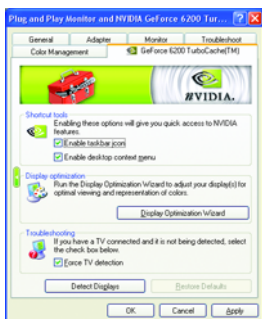 Plug and Play Monitor and NVIDIA GeForce 6200 Tur...
General Adapter Monitor Troubleshoot
Color Management GeForce 6200 TurboCache(TM)
NVIDIA.
Shortcut tools
Enabling these options will give you quick access to NVIDIA
features.
Enable taskbar icon
Enable desktop context menu
Display optimization
Run the Display Optimization Wizard to adjust your display(s) for
optimal viewing and representation of colors.
Display Optimization Wizard
Troubleshooting
If you have a TV connected and it is not being detected, select
the check box below.
Force TV detection
Detect Displays Restore Defaults
OK Cancel Apply